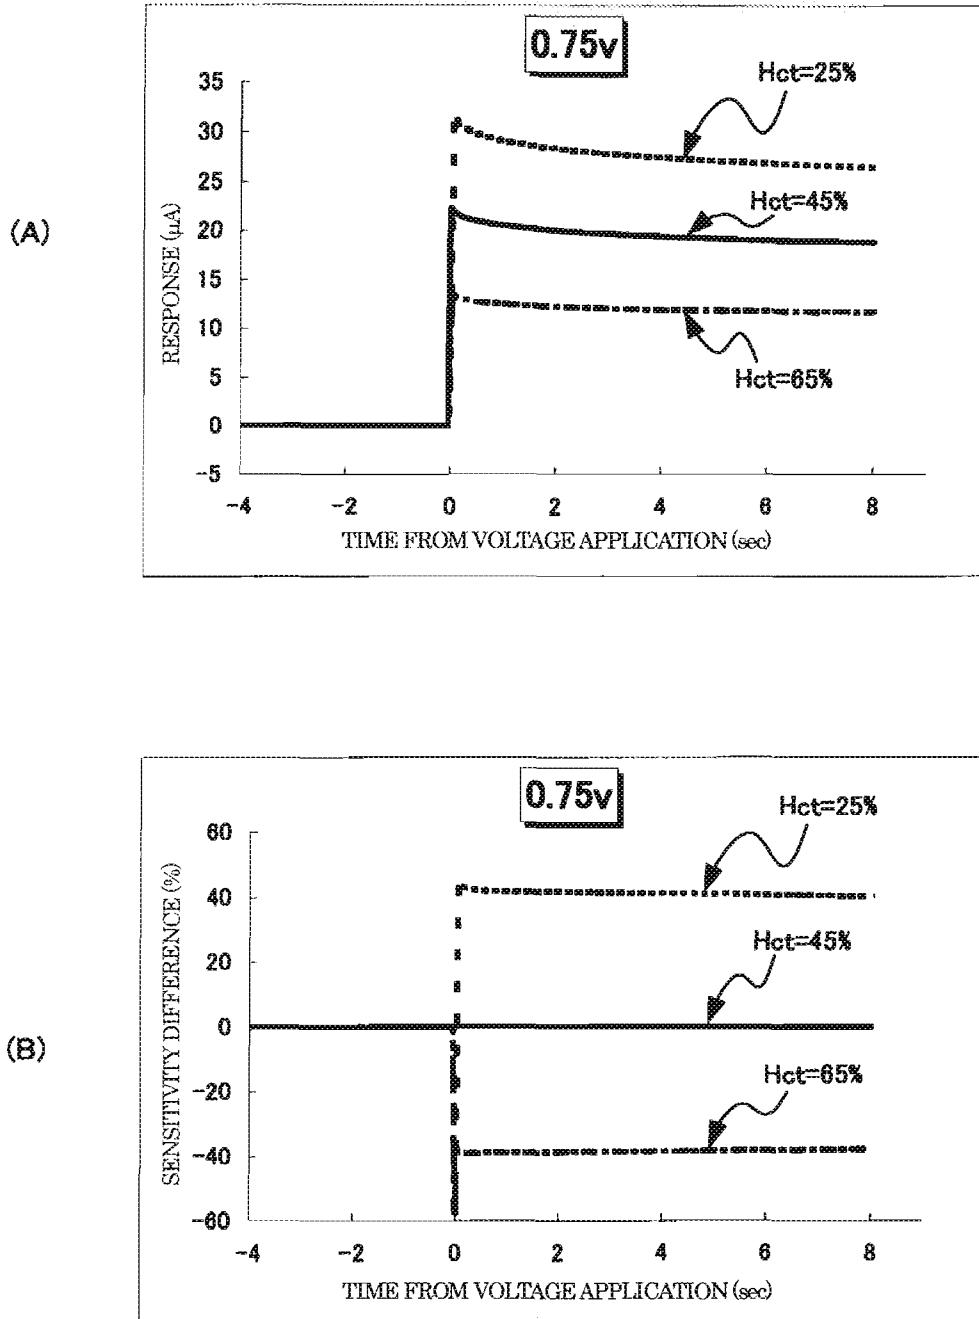 (A)
0.75v
RESPONSE (μA)
35
30
25
20
15
10
5
0
-5
-4 -2 0 2 4 6 8
TIME FROM VOLTAGE APPLICATION (sec)
Hct=25%
Hct=45%
Hct=65%
(B)
0.75v
SENSITIVITY DIFFERENCE (%)
60
40
20
0
-20
-40
-60
-4 -2 0 2 4 6 8
TIME FROM VOLTAGE APPLICATION (sec)
Hct=25%
Hct=45%
Hct=65%